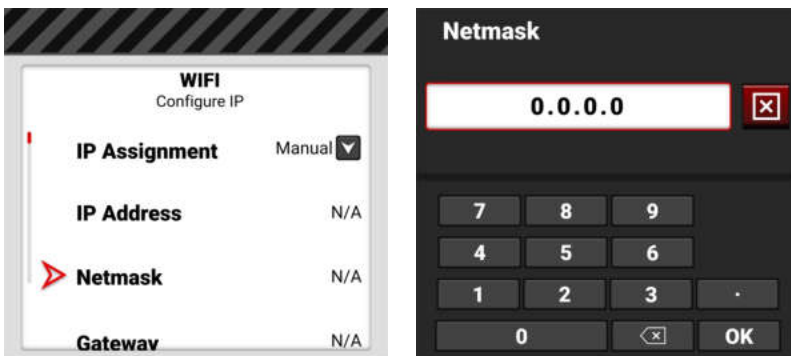 WIFI
Configure IP
IP Assignment Manual
IP Address N/A
Netmask N/A
Gateway N/A
Netmask
0.0.0.0
7 8 9
4 5 6
1 2 3 .
0 OK